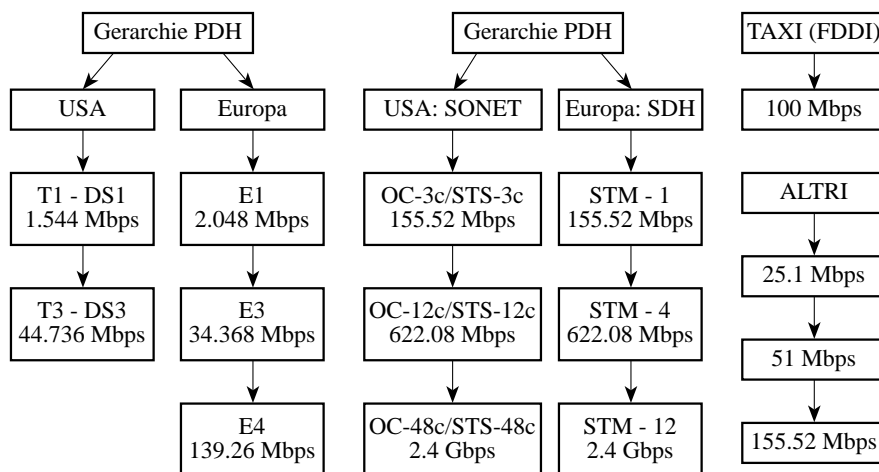 Gerarchie PDH
USA
T1 - DS1
1.544 Mbps
T3 - DS3
44.736 Mbps
Europa
E1
2.048 Mbps
E3
34.368 Mbps
E4
139.26 Mbps
Gerarchie PDH
USA: SONET
OC-3c/STS-3c
155.52 Mbps
OC-12c/STS-12c
622.08 Mbps
OC-48c/STS-48c
2.4 Gbps
Europa: SDH
STM - 1
155.52 Mbps
STM - 4
622.08 Mbps
STM - 12
2.4 Gbps
TAXI (FDDI)
100 Mbps
ALTRI
25.1 Mbps
51 Mbps
155.52 Mbps